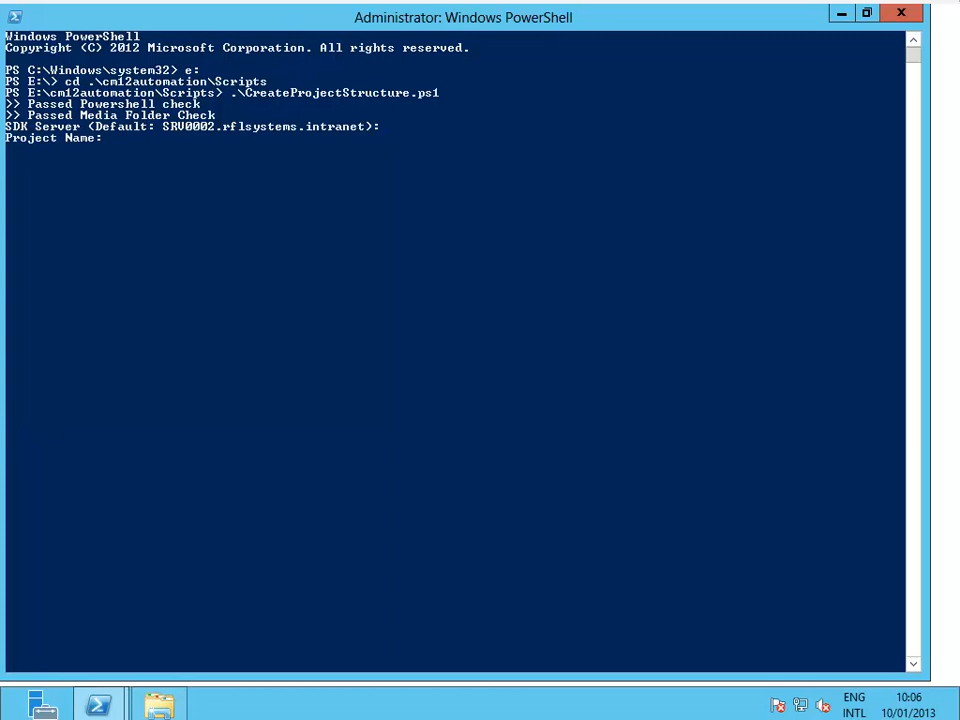 Administrator: Windows PowerShell
Windows PowerShell
Copyright (C) 2012 Microsoft Corporation. All rights reserved.
PS C:\Windows\system32> e:
PS E:\> cd .\cm12automation\Scripts
PS E:\cm12automation\Scripts> .\CreateProjectStructure.ps1
>> Passed Powershell check
>> Passed Media Folder Check
SDK Server (Default: SRV0002.rflsystems.intranet):
Project Name:
ENG
INTL
10:06
10/01/2013